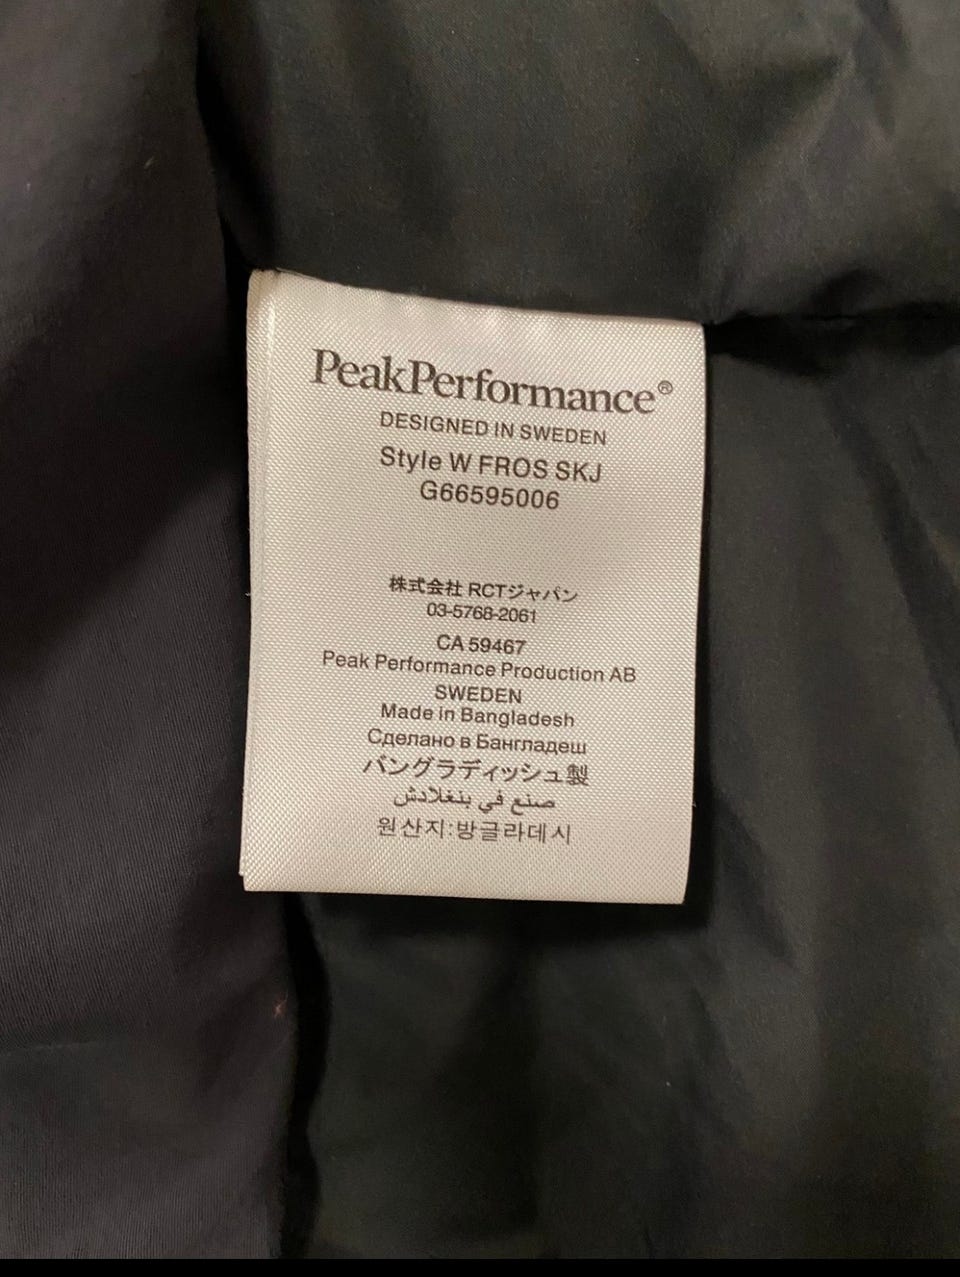 PeakPerformance®
DESIGNED IN SWEDEN
Style W FROS SKJ
G66595006
株式会社 RCTジャパン
03-5768-2061
CA 59467
Peak Performance Production AB
SWEDEN
Made in Bangladesh
Сделано в Бангладеш
バングラディッシュ製
صنع في بنغلادش
원산지:방글라데시